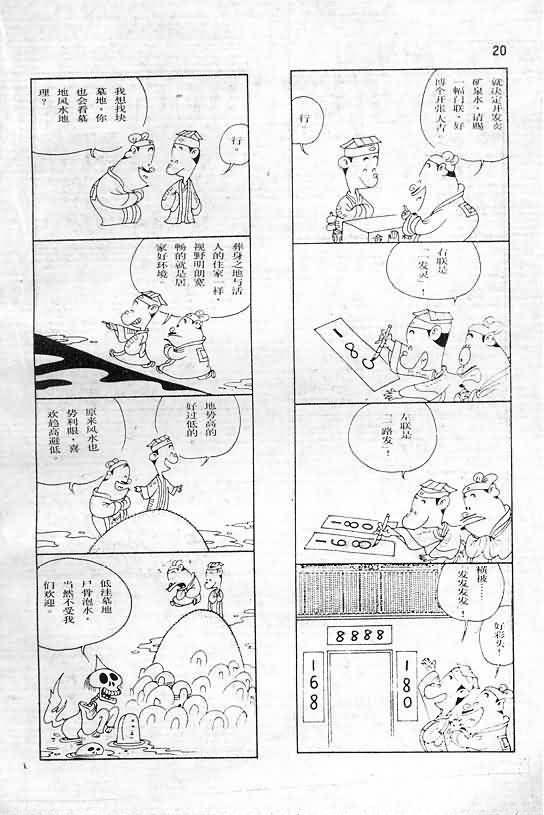 20
就决定开发卖
矿泉水，请赐
一幅门联，好
博个开张大吉。
行。
右联是
「一发灵」！
180
左联是
「一路发」！
180
168
横披……
发发发发！
好彩头！
8888
168
180
我想找块
墓地，你
也会看墓
地风水地
理？
行。
葬身之地与活
人的住家一样，
视野明朗宽
畅的就是居
家好环境。
地势高的
好过低的。
原来风水也
势利眼，喜
欢趋高避低。
低洼墓地
尸骨泡水，
当然不受我
们欢迎。